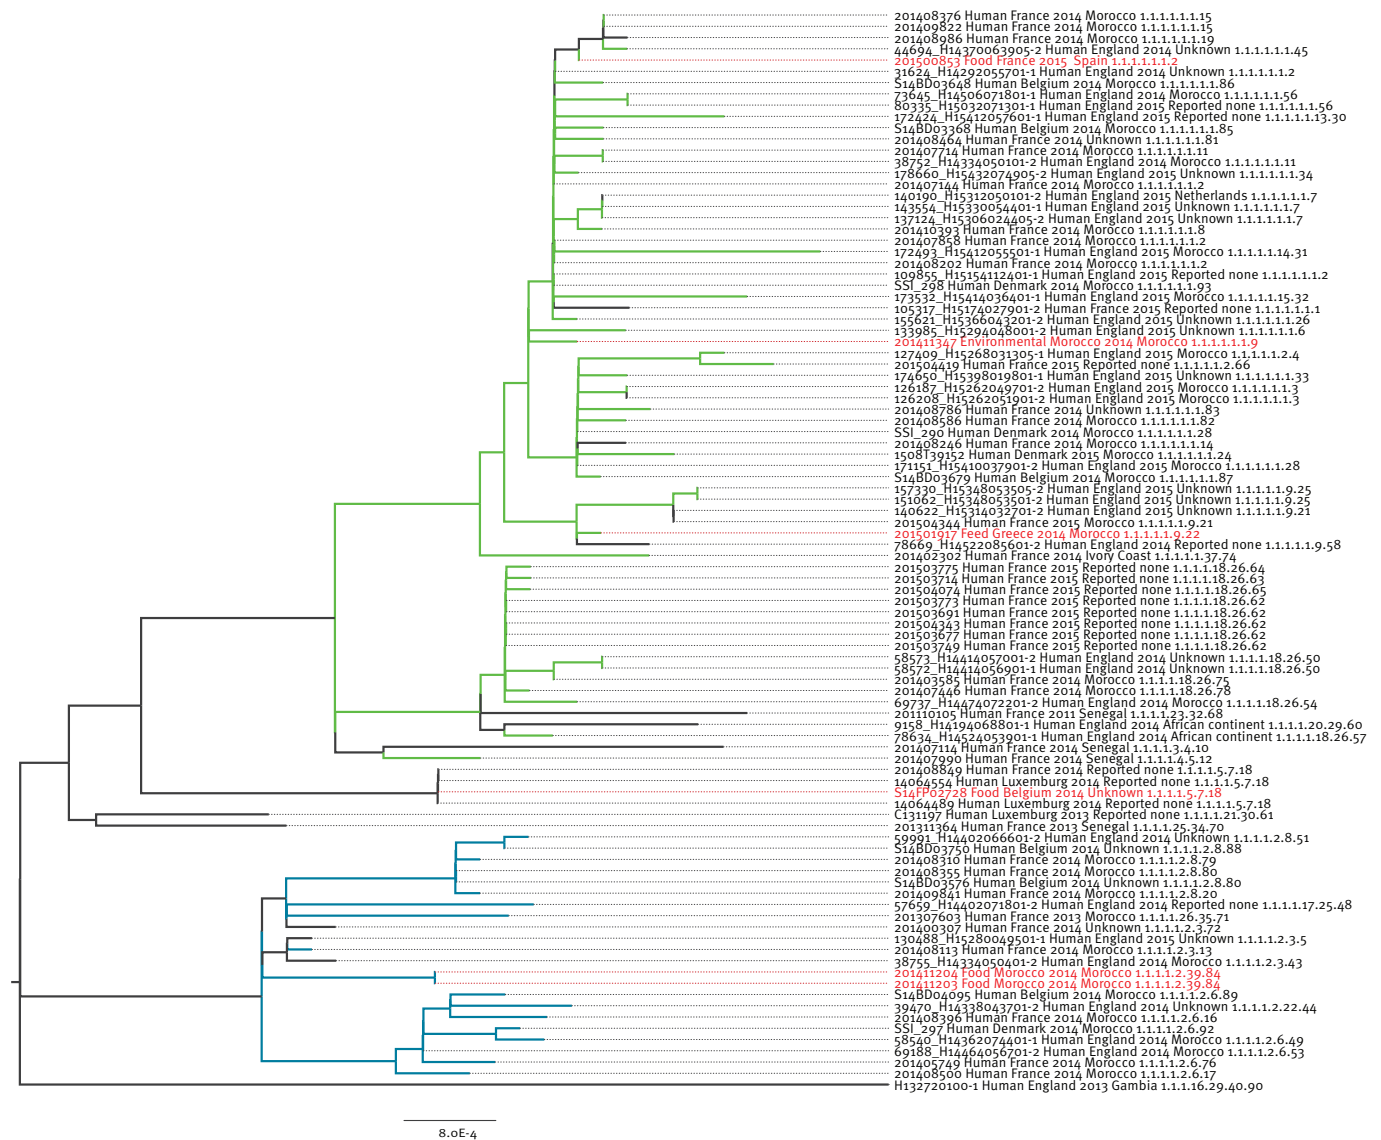 201408376 Human France 2014 Morocco 1.1.1.1.1.1.15
201409822 Human France 2014 Morocco 1.1.1.1.1.1.15
201408986 Human France 2014 Morocco 1.1.1.1.1.1.19
44694_H14370063905-2 Human England 2014 Unknown 1.1.1.1.1.1.45
201500853 Food France 2015 Spain 1.1.1.1.1.1.2
31624_H14292055701-1 Human England 2014 Unknown 1.1.1.1.1.1.2
S14BD03648 Human Belgium 2014 Morocco 1.1.1.1.1.1.86
73645_H14506071801-1 Human England 2014 Morocco 1.1.1.1.1.1.56
80335_H15032071301-1 Human England 2015 Reported none 1.1.1.1.1.1.56
172424_H15412057601-1 Human England 2015 Reported none 1.1.1.1.1.13.30
S14BD03368 Human Belgium 2014 Morocco 1.1.1.1.1.1.85
201408464 Human France 2014 Unknown 1.1.1.1.1.1.81
201407714 Human France 2014 Morocco 1.1.1.1.1.1.11
38752_H14334050101-2 Human England 2014 Morocco 1.1.1.1.1.1.11
178660_H15432074905-2 Human England 2015 Unknown 1.1.1.1.1.1.34
201407144 Human France 2014 Morocco 1.1.1.1.1.1.2
140190_H15312050101-2 Human England 2015 Netherlands 1.1.1.1.1.1.7
143554_H15330054401-1 Human England 2015 Unknown 1.1.1.1.1.1.7
137124_H15306024405-2 Human England 2015 Unknown 1.1.1.1.1.1.7
201410393 Human France 2014 Morocco 1.1.1.1.1.1.8
201407858 Human France 2014 Morocco 1.1.1.1.1.1.2
172493_H15412055501-1 Human England 2015 Morocco 1.1.1.1.1.14.31
201408202 Human France 2014 Morocco 1.1.1.1.1.1.2
109855_H15154112401-1 Human England 2015 Reported none 1.1.1.1.1.1.2
SSI_298 Human Denmark 2014 Morocco 1.1.1.1.1.1.93
173532_H15414036401-1 Human England 2015 Morocco 1.1.1.1.1.15.32
105317_H15174027901-2 Human France 2015 Reported none 1.1.1.1.1.1.1
155621_H15366043201-2 Human England 2015 Unknown 1.1.1.1.1.1.26
133985_H15294048001-2 Human England 2015 Unknown 1.1.1.1.1.1.6
201411347 Environmental Morocco 2014 Morocco 1.1.1.1.1.1.9
127409_H15268031305-1 Human England 2015 Morocco 1.1.1.1.1.2.4
201504419 Human France 2015 Reported none 1.1.1.1.1.2.66
174650_H15398019801-1 Human England 2015 Unknown 1.1.1.1.1.1.33
126187_H15262049701-2 Human England 2015 Morocco 1.1.1.1.1.1.3
126208_H15262051901-2 Human England 2015 Morocco 1.1.1.1.1.1.3
201408786 Human France 2014 Unknown 1.1.1.1.1.1.83
201408586 Human France 2014 Morocco 1.1.1.1.1.1.82
SSI_290 Human Denmark 2014 Morocco 1.1.1.1.1.1.28
201408246 Human France 2014 Morocco 1.1.1.1.1.1.14
1508T39152 Human Denmark 2015 Morocco 1.1.1.1.1.1.24
171151_H15410037901-2 Human England 2015 Morocco 1.1.1.1.1.1.28
S14BD03679 Human Belgium 2014 Morocco 1.1.1.1.1.1.87
157330_H15348053505-2 Human England 2015 Unknown 1.1.1.1.1.9.25
151062_H15348053501-2 Human England 2015 Unknown 1.1.1.1.1.9.25
140622_H15314032701-2 Human England 2015 Unknown 1.1.1.1.1.9.21
201504344 Human France 2015 Morocco 1.1.1.1.1.9.21
201501917 Feed Greece 2014 Morocco 1.1.1.1.1.9.22
78669_H14522085601-2 Human England 2014 Reported none 1.1.1.1.1.9.58
201402302 Human France 2014 Ivory Coast 1.1.1.1.1.37.74
201503775 Human France 2015 Reported none 1.1.1.1.18.26.64
201503714 Human France 2015 Reported none 1.1.1.1.18.26.63
201504074 Human France 2015 Reported none 1.1.1.1.18.26.65
201503773 Human France 2015 Reported none 1.1.1.1.18.26.62
201503691 Human France 2015 Reported none 1.1.1.1.18.26.62
201504343 Human France 2015 Reported none 1.1.1.1.18.26.62
201503677 Human France 2015 Reported none 1.1.1.1.18.26.62
201503749 Human France 2015 Reported none 1.1.1.1.18.26.62
58573_H14414057001-2 Human England 2014 Unknown 1.1.1.1.18.26.50
58572_H14414056901-1 Human England 2014 Unknown 1.1.1.1.18.26.50
201403585 Human France 2014 Morocco 1.1.1.1.18.26.75
201407446 Human France 2014 Morocco 1.1.1.1.18.26.78
69737_H14474072201-2 Human England 2014 Morocco 1.1.1.1.18.26.54
201110105 Human France 2011 Senegal 1.1.1.1.23.32.68
9158_H14194068801-1 Human England 2014 African continent 1.1.1.1.20.29.60
78634_H14524053901-1 Human England 2014 African continent 1.1.1.1.18.26.57
201407114 Human France 2014 Senegal 1.1.1.1.3.4.10
201407990 Human France 2014 Senegal 1.1.1.1.4.5.12
201408849 Human France 2014 Reported none 1.1.1.1.5.7.18
14064554 Human Luxemburg 2014 Reported none 1.1.1.1.5.7.18
S14FP02728 Food Belgium 2014 Unknown 1.1.1.1.5.7.18
14064489 Human Luxemburg 2014 Reported none 1.1.1.1.5.7.18
C131197 Human Luxemburg 2013 Reported none 1.1.1.1.21.30.61
201311364 Human France 2013 Senegal 1.1.1.1.25.34.70
59991_H14402066601-2 Human England 2014 Unknown 1.1.1.1.2.8.51
S14BD03750 Human Belgium 2014 Unknown 1.1.1.1.2.8.88
201408310 Human France 2014 Morocco 1.1.1.1.2.8.79
201408355 Human France 2014 Morocco 1.1.1.1.2.8.80
S14BD03576 Human Belgium 2014 Unknown 1.1.1.1.2.8.80
201409841 Human France 2014 Morocco 1.1.1.1.2.8.20
57659_H14402071801-2 Human England 2014 Reported none 1.1.1.1.17.25.48
201307603 Human France 2013 Morocco 1.1.1.1.26.35.71
201400307 Human France 2014 Unknown 1.1.1.1.2.3.72
130488_H15280049501-1 Human England 2015 Unknown 1.1.1.1.2.3.5
201408113 Human France 2014 Morocco 1.1.1.1.2.3.13
38755_H14334050401-2 Human England 2014 Morocco 1.1.1.1.2.3.43
201411204 Food Morocco 2014 Morocco 1.1.1.1.2.39.84
201411203 Food Morocco 2014 Morocco 1.1.1.1.2.39.84
S14BD04095 Human Belgium 2014 Morocco 1.1.1.1.2.6.89
39470_H14338043701-2 Human England 2014 Unknown 1.1.1.1.2.22.44
201408396 Human France 2014 Morocco 1.1.1.1.2.6.16
SSI_297 Human Denmark 2014 Morocco 1.1.1.1.2.6.92
58540_H14362074401-1 Human England 2014 Morocco 1.1.1.1.2.6.49
69188_H14464056701-2 Human England 2014 Morocco 1.1.1.1.2.6.53
201405749 Human France 2014 Morocco 1.1.1.1.2.6.76
201408500 Human France 2014 Morocco 1.1.1.1.2.6.17
H132720100-1 Human England 2013 Gambia 1.1.1.16.29.40.90
8.0E-4